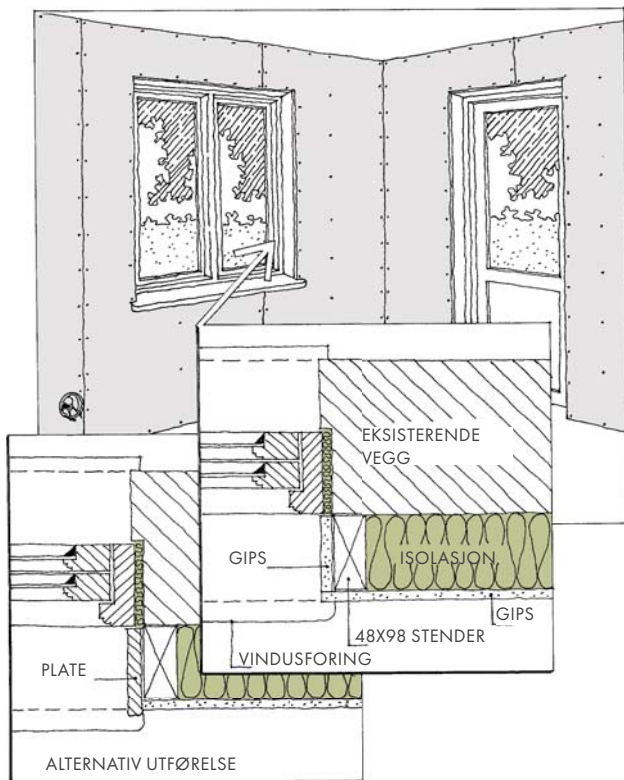 EKSISTERENDE
VEGG
GIPS
ISOLASJON
GIPS
48X98 STENDER
VINDUSFORING
PLATE
ALTERNATIV UTFØRELSE